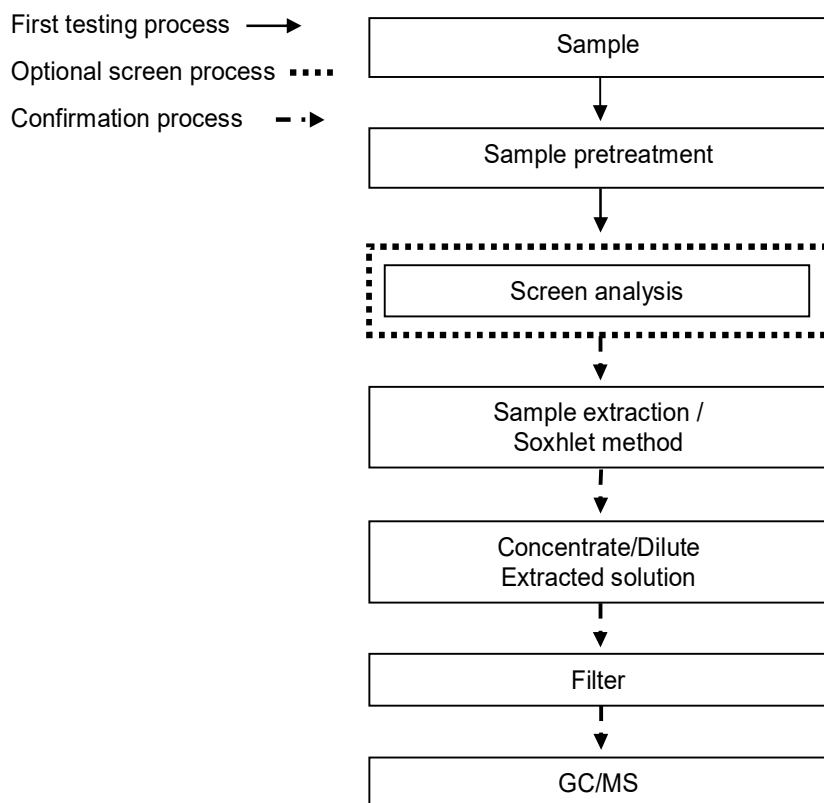 First testing process
Optional screen process
Confirmation process
Sample
Sample pretreatment
Screen analysis
Sample extraction /
Soxhlet method
Concentrate/Dilute
Extracted solution
Filter
GC/MS